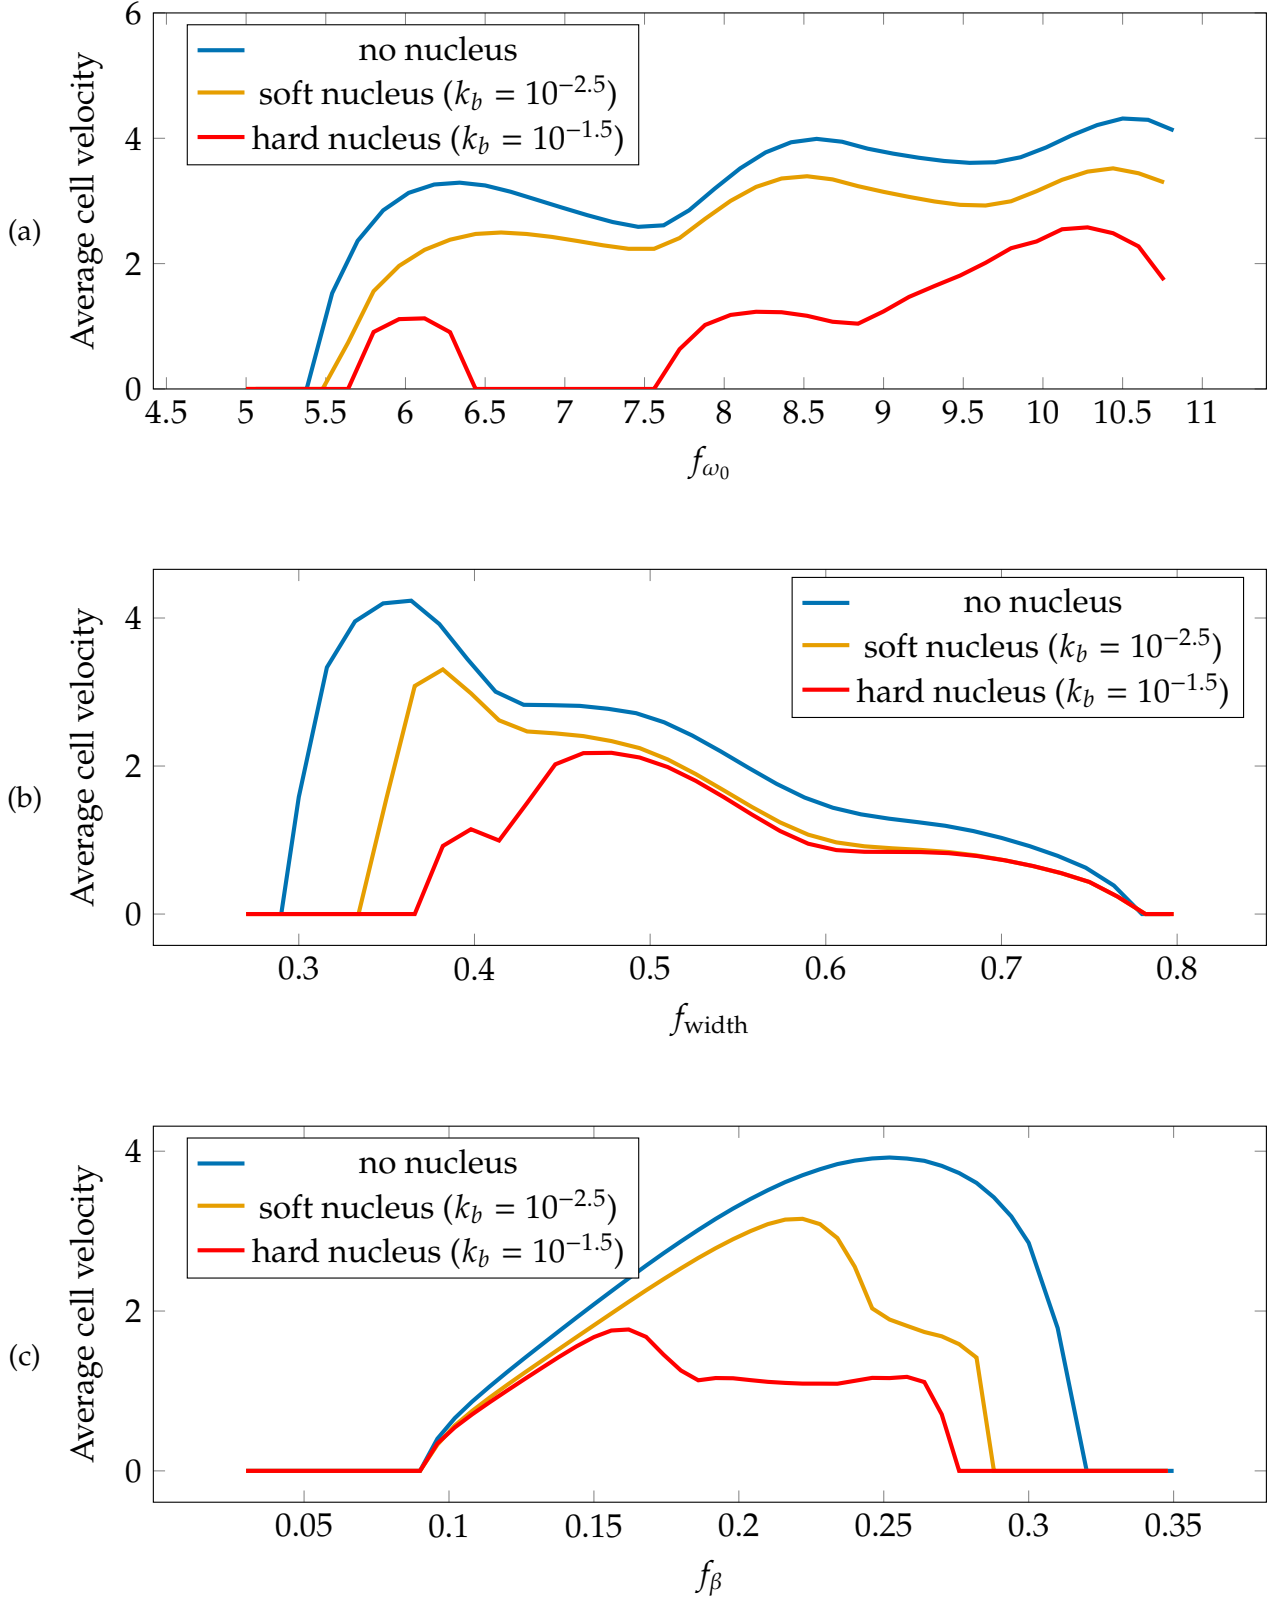 6
4
2
0
Average cell velocity
(a)
no nucleus
soft nucleus (k_b = 10^{−2.5})
hard nucleus (k_b = 10^{−1.5})
4.5 5 5.5 6 6.5 7 7.5 8 8.5 9 9.5 10 10.5 11
f_{ω_0}
4
2
0
Average cell velocity
(b)
no nucleus
soft nucleus (k_b = 10^{−2.5})
hard nucleus (k_b = 10^{−1.5})
0.3 0.4 0.5 0.6 0.7 0.8
f_{width}
4
2
0
Average cell velocity
(c)
no nucleus
soft nucleus (k_b = 10^{−2.5})
hard nucleus (k_b = 10^{−1.5})
0.05 0.1 0.15 0.2 0.25 0.3 0.35
f_β